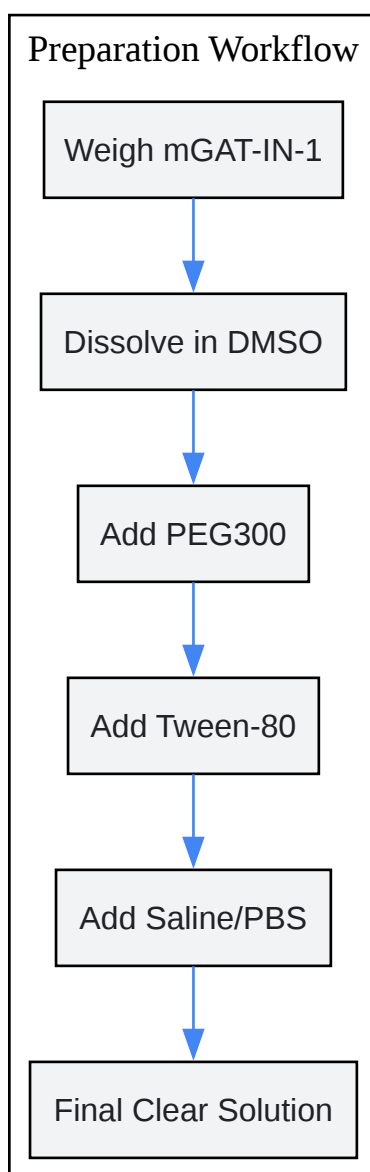 Preparation Workflow
Weigh mGAT-IN-1
Dissolve in DMSO
Add PEG300
Add Tween-80
Add Saline/PBS
Final Clear Solution